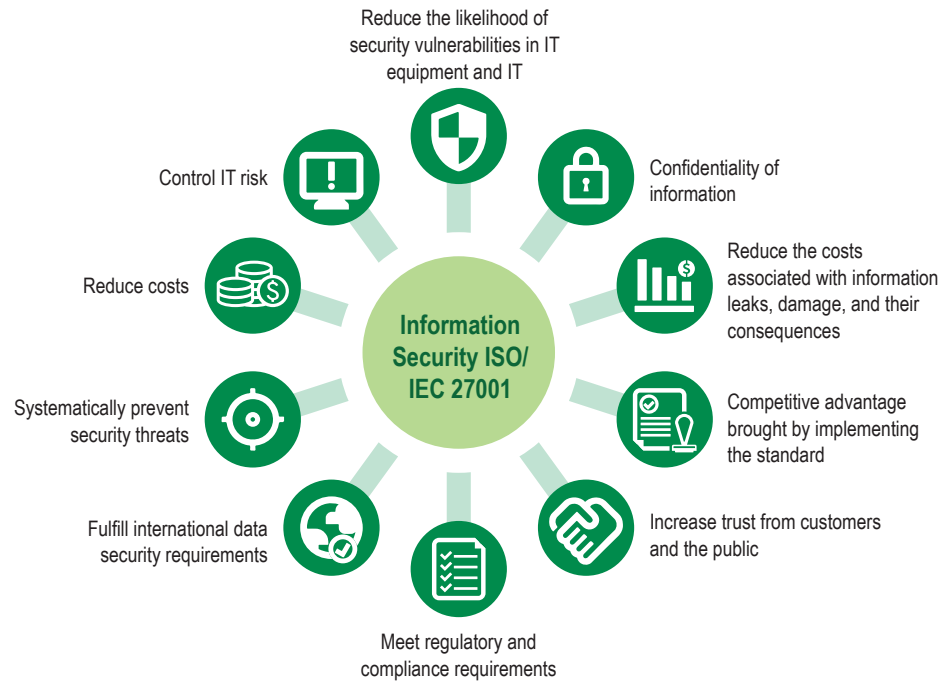 Reduce the likelihood of
security vulnerabilities in IT
equipment and IT
Control IT risk
Confidentiality of
information
Reduce costs
Reduce the costs
associated with information
leaks, damage, and their
consequences
Information
Security ISO/
IEC 27001
Systematically prevent
security threats
Competitive advantage
brought by implementing
the standard
Fulfill international data
security requirements
Increase trust from customers
and the public
Meet regulatory and
compliance requirements